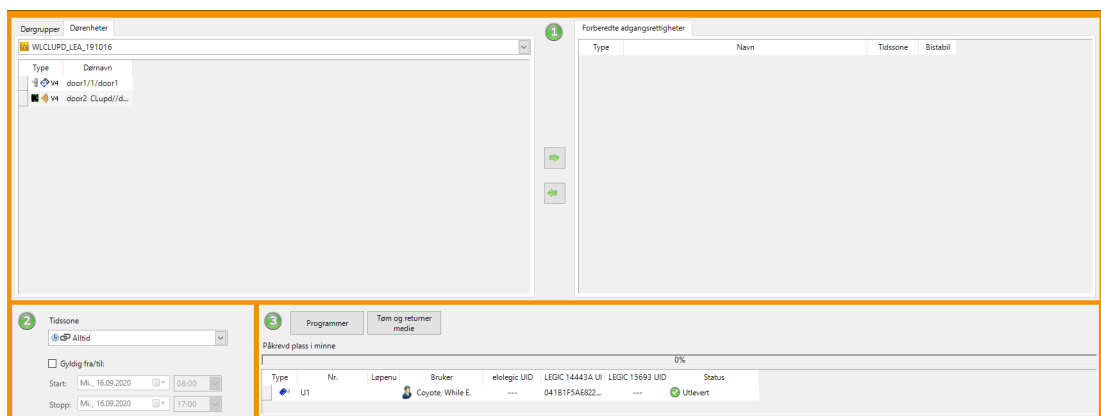 Dørgrupper Dørenheter
WLCLUPD_LEA_191016
Type Dørnavn
V4 door1/1/door1
V4 door2 CLupd//d...
1
Forberedte adgangsrettigheter
Type Navn Tidssone Bistabil
2
Tidssone
Alltid
Gyldig fra/til:
Start: Mi., 16.09.2020 08:00
Stopp: Mi., 16.09.2020 17:00
3
Programmer
Tøm og returner
medie
Påkrevd plass i minne
0%
Type Nr. Løpenu Bruker elolegic UID LEGIC 14443A UI LEGIC 15693 UID Status
U1 Coyote, While E. --- 041B1F5AE822... --- Utlevert